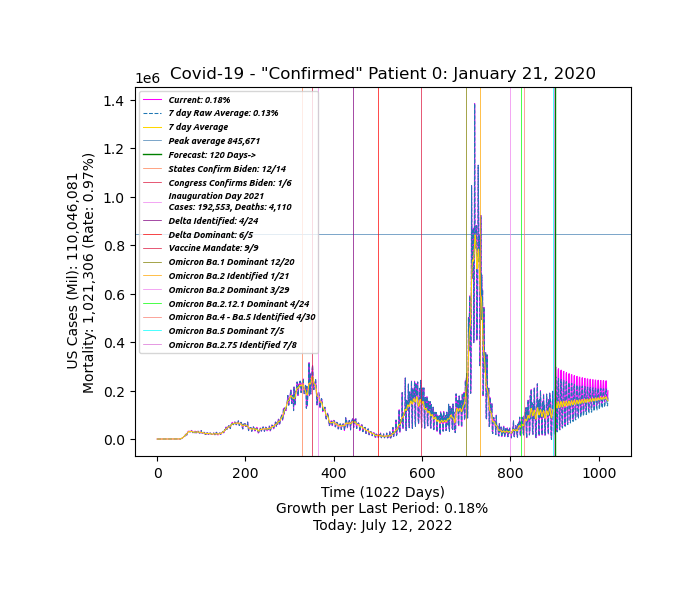 Covid-19 - "Confirmed" Patient 0: January 21, 2020
1e6
1.4
1.2
1.0
0.8
0.6
0.4
0.2
0.0
US Cases (Mil): 110,046,081
Mortality: 1,021,306 (Rate: 0.97%)
Current: 0.18%
7 day Raw Average: 0.13%
7 day Average
Peak average 845,671
Forecast: 120 Days->
States Confirm Biden: 12/14
Congress Confirms Biden: 1/6
Inauguration Day 2021
Cases: 192,553, Deaths: 4,110
Delta Identified: 4/24
Delta Dominant: 6/5
Vaccine Mandate: 9/9
Omicron Ba.1 Dominant 12/20
Omicron Ba.2 Identified 1/21
Omicron Ba.2 Dominant 3/29
Omicron Ba.2.12.1 Dominant 4/24
Omicron Ba.4 - Ba.5 Identified 4/30
Omicron Ba.5 Dominant 7/5
Omicron Ba.2.75 Identified 7/8
0 200 400 600 800 1000
Time (1022 Days)
Growth per Last Period: 0.18%
Today: July 12, 2022